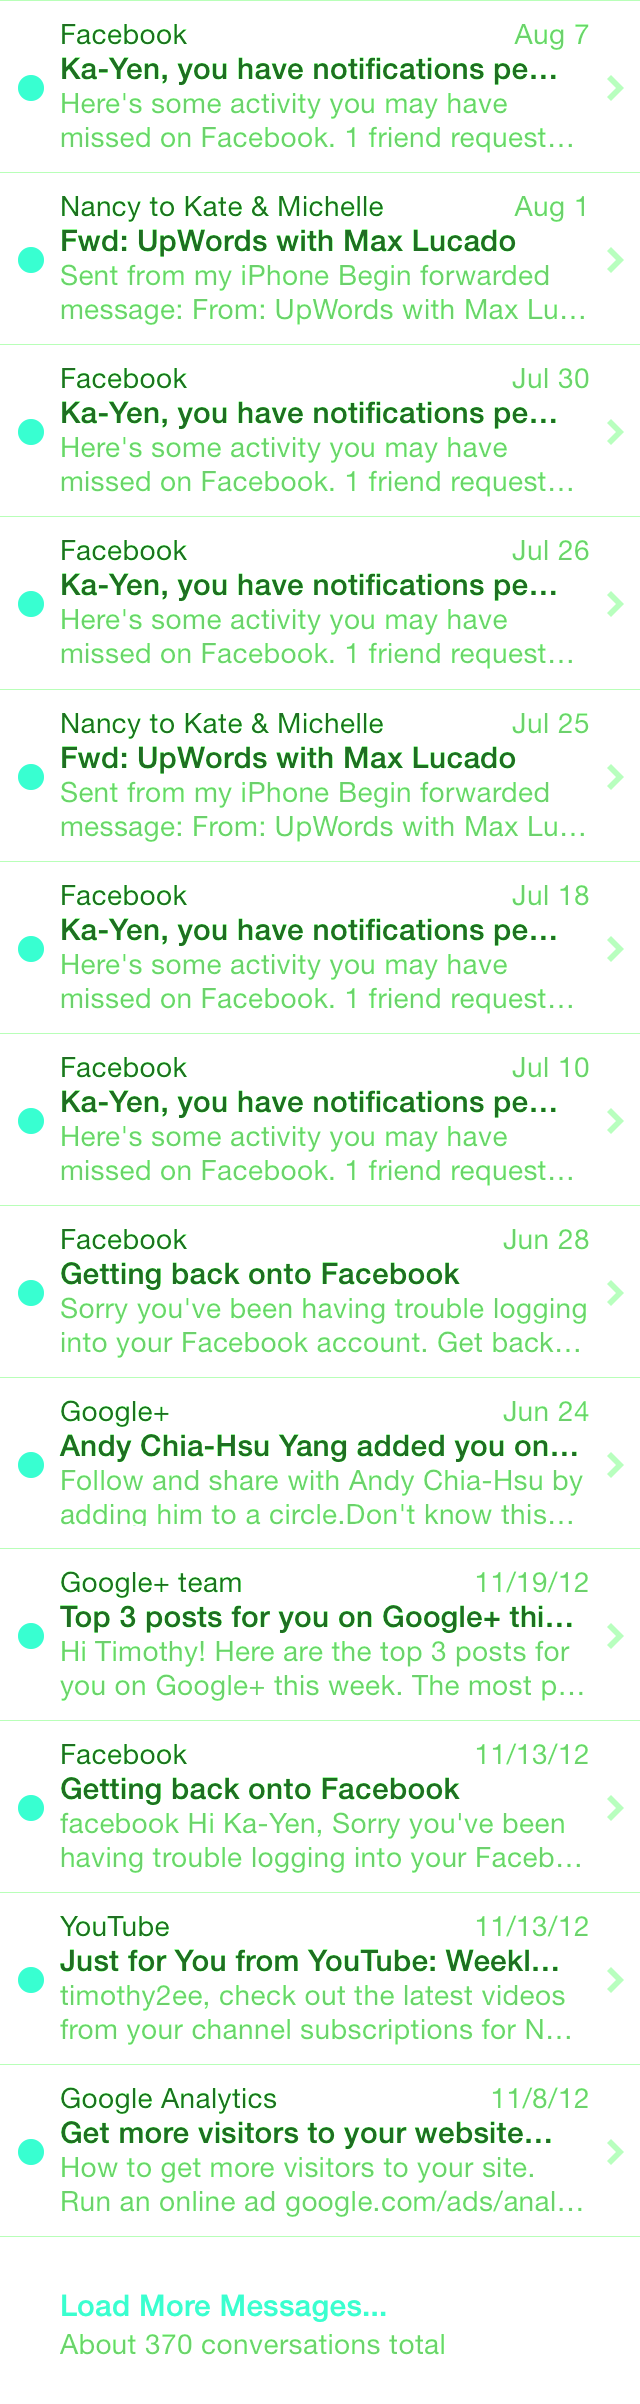 Facebook Aug 7
Ka-Yen, you have notifications pe...
Here's some activity you may have
missed on Facebook. 1 friend request...
Nancy to Kate & Michelle Aug 1
Fwd: UpWords with Max Lucado
Sent from my iPhone Begin forwarded
message: From: UpWords with Max Lu...
Facebook Jul 30
Ka-Yen, you have notifications pe...
Here's some activity you may have
missed on Facebook. 1 friend request...
Facebook Jul 26
Ka-Yen, you have notifications pe...
Here's some activity you may have
missed on Facebook. 1 friend request...
Nancy to Kate & Michelle Jul 25
Fwd: UpWords with Max Lucado
Sent from my iPhone Begin forwarded
message: From: UpWords with Max Lu...
Facebook Jul 18
Ka-Yen, you have notifications pe...
Here's some activity you may have
missed on Facebook. 1 friend request...
Facebook Jul 10
Ka-Yen, you have notifications pe...
Here's some activity you may have
missed on Facebook. 1 friend request...
Facebook Jun 28
Getting back onto Facebook
Sorry you've been having trouble logging
into your Facebook account. Get back...
Google+ Jun 24
Andy Chia-Hsu Yang added you on...
Follow and share with Andy Chia-Hsu by
adding him to a circle.Don't know this...
Google+ team 11/19/12
Top 3 posts for you on Google+ thi...
Hi Timothy! Here are the top 3 posts for
you on Google+ this week. The most p...
Facebook 11/13/12
Getting back onto Facebook
facebook Hi Ka-Yen, Sorry you've been
having trouble logging into your Faceb...
YouTube 11/13/12
Just for You from YouTube: Weekl...
timothy2ee, check out the latest videos
from your channel subscriptions for N...
Google Analytics 11/8/12
Get more visitors to your website...
How to get more visitors to your site.
Run an online ad google.com/ads/anal...
Load More Messages...
About 370 conversations total